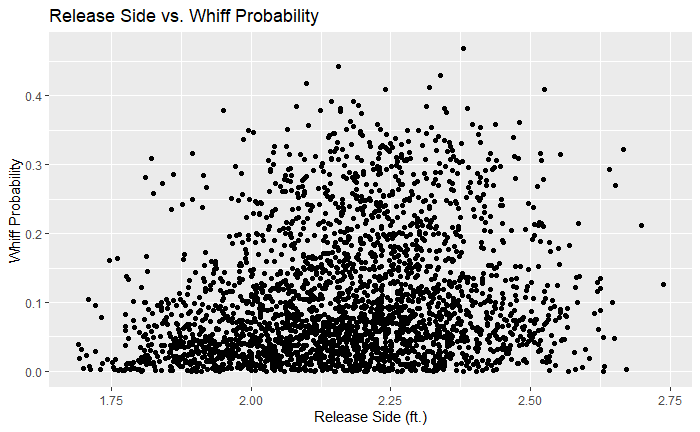 Release Side vs. Whiff Probability
Whiff Probability
0.4
0.3
0.2
0.1
0.0
1.75 2.00 2.25 2.50 2.75
Release Side (ft.)